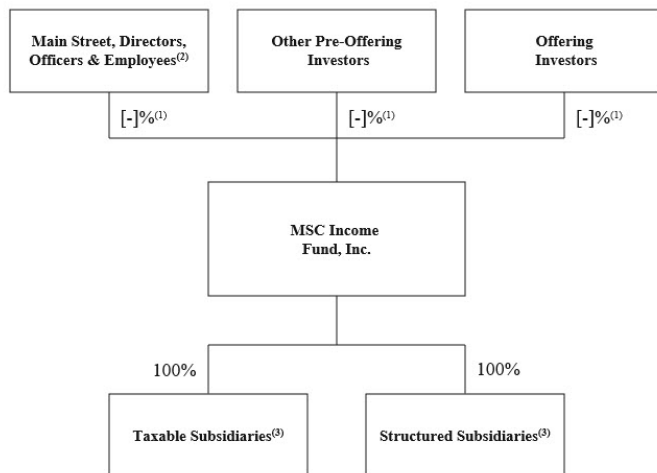 Main Street, Directors,
Officers & Employees(2)
Other Pre-Offering
Investors
Offering
Investors
[-]%(1)
[-]%(1)
[-]%(1)
MSC Income
Fund, Inc.
100%
100%
Taxable Subsidiaries(3)
Structured Subsidiaries(3)